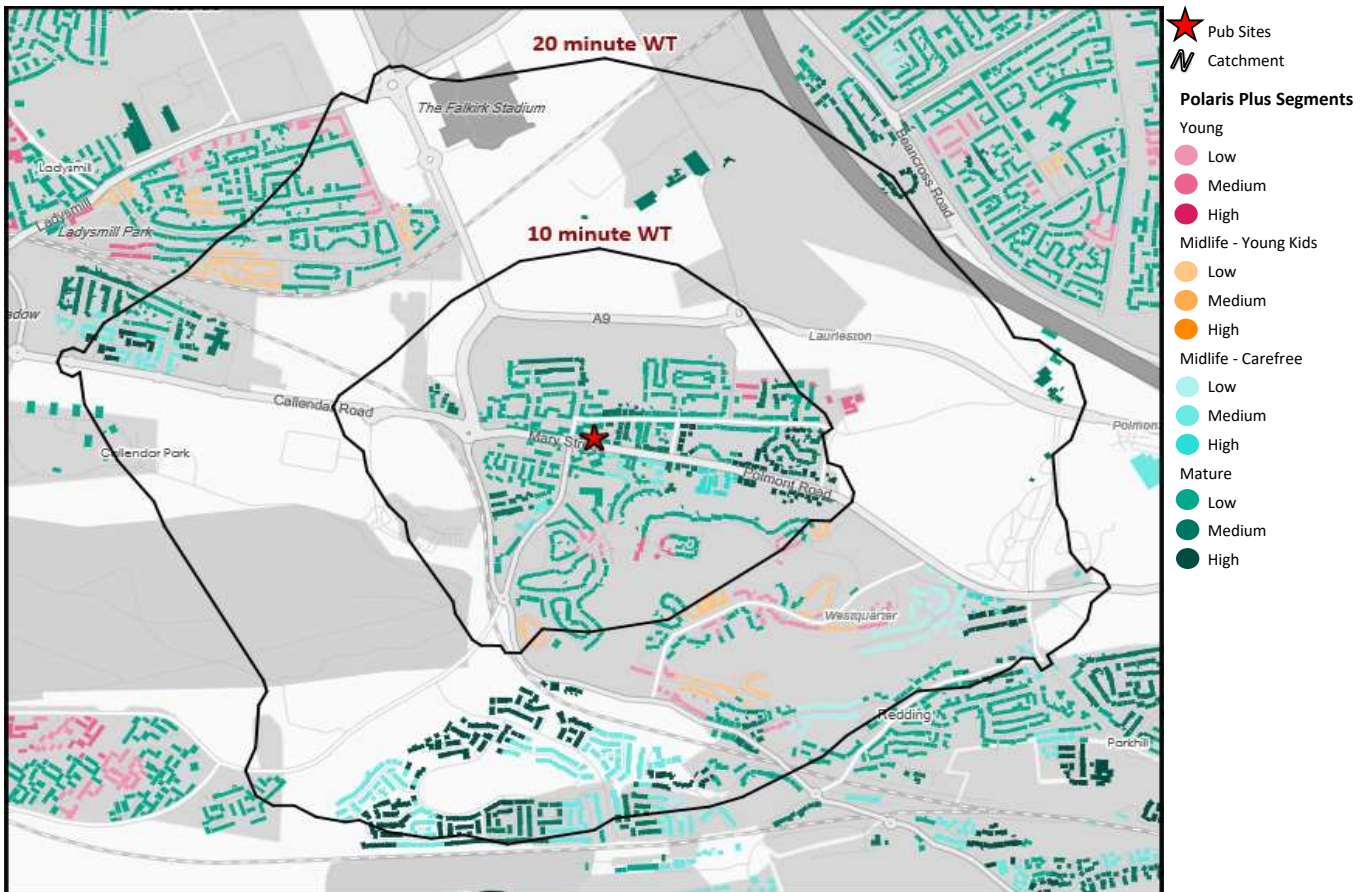 20 minute WT
The Falkirk Stadium
Beancross Road
Ladysmill
Ladysmill
Ladysmill Park
10 minute WT
A9
Laurieston
Callendar Road
Mary Str
Polmont Road
Callendar Park
Westquarter
Redding
Parkhill
Pub Sites
Catchment
Polaris Plus Segments
Young
Low
Medium
High
Midlife - Young Kids
Low
Medium
High
Midlife - Carefree
Low
Medium
High
Mature
Low
Medium
High